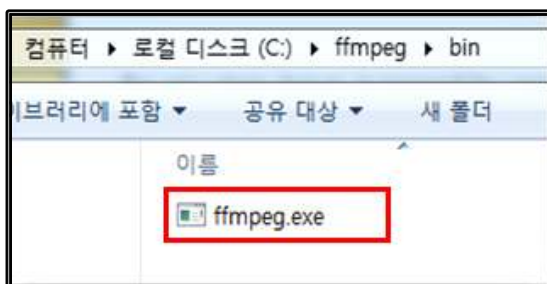 컴퓨터 ▸ 로컬 디스크 (C:) ▸ ffmpeg ▸ bin
이브러리에 포함 ▾ 공유 대상 ▾ 새 폴더
이름
ffmpeg.exe